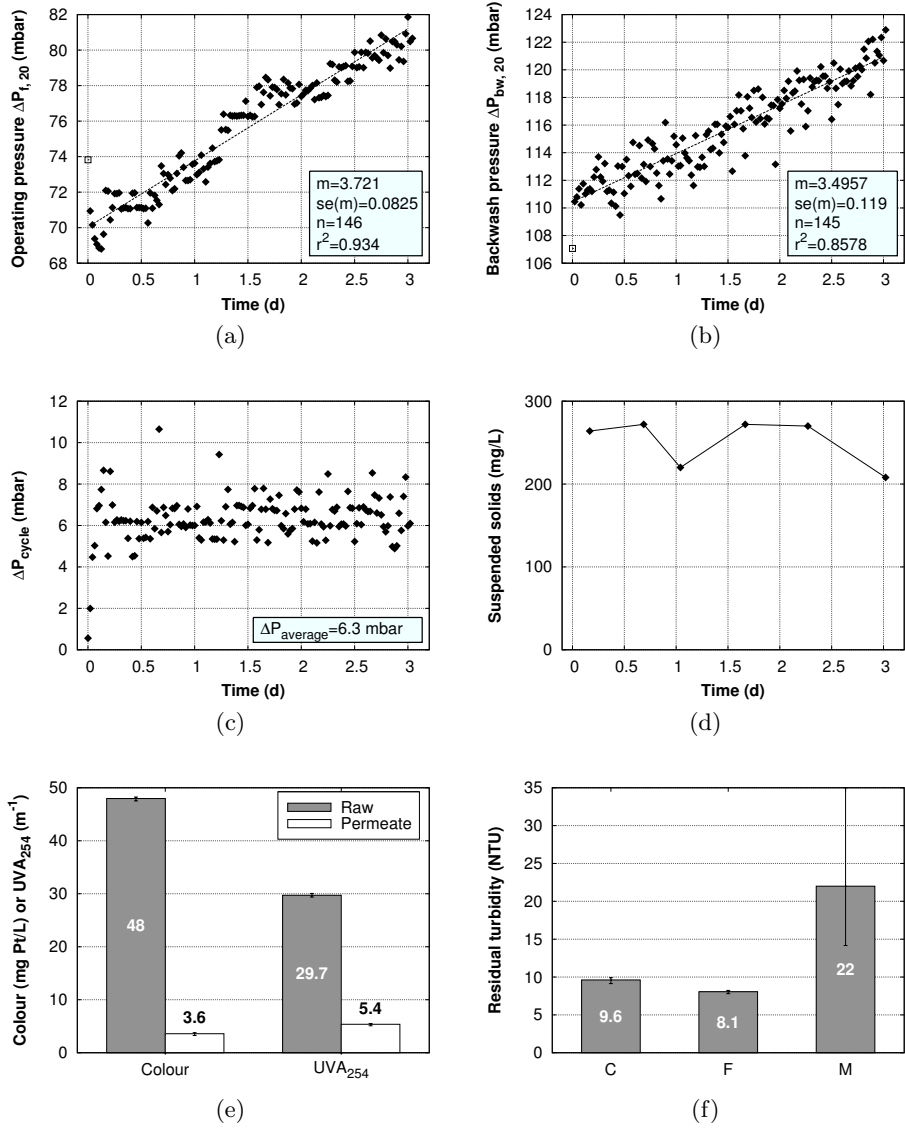 Operating pressure ΔP_f, 20 (mbar)
82
80
78
76
74
72
70
68
m=3.721
se(m)=0.0825
n=146
r^2=0.934
0 0.5 1 1.5 2 2.5 3
Time (d)
(a)
Backwash pressure ΔP_bw, 20 (mbar)
124
122
120
118
116
114
112
110
108
106
m=3.4957
se(m)=0.119
n=145
r^2=0.8578
0 0.5 1 1.5 2 2.5 3
Time (d)
(b)
ΔP_cycle (mbar)
12
10
8
6
4
2
0
ΔP_average=6.3 mbar
0 0.5 1 1.5 2 2.5 3
Time (d)
(c)
Suspended solids (mg/L)
300
200
100
0
0 0.5 1 1.5 2 2.5 3
Time (d)
(d)
Colour (mg Pt/L) or UVA_254 (m^-1)
50
40
30
20
10
0
Raw
Permeate
48
3.6
29.7
5.4
Colour UVA_254
(e)
Residual turbidity (NTU)
35
30
25
20
15
10
5
0
9.6
8.1
22
C F M
(f)